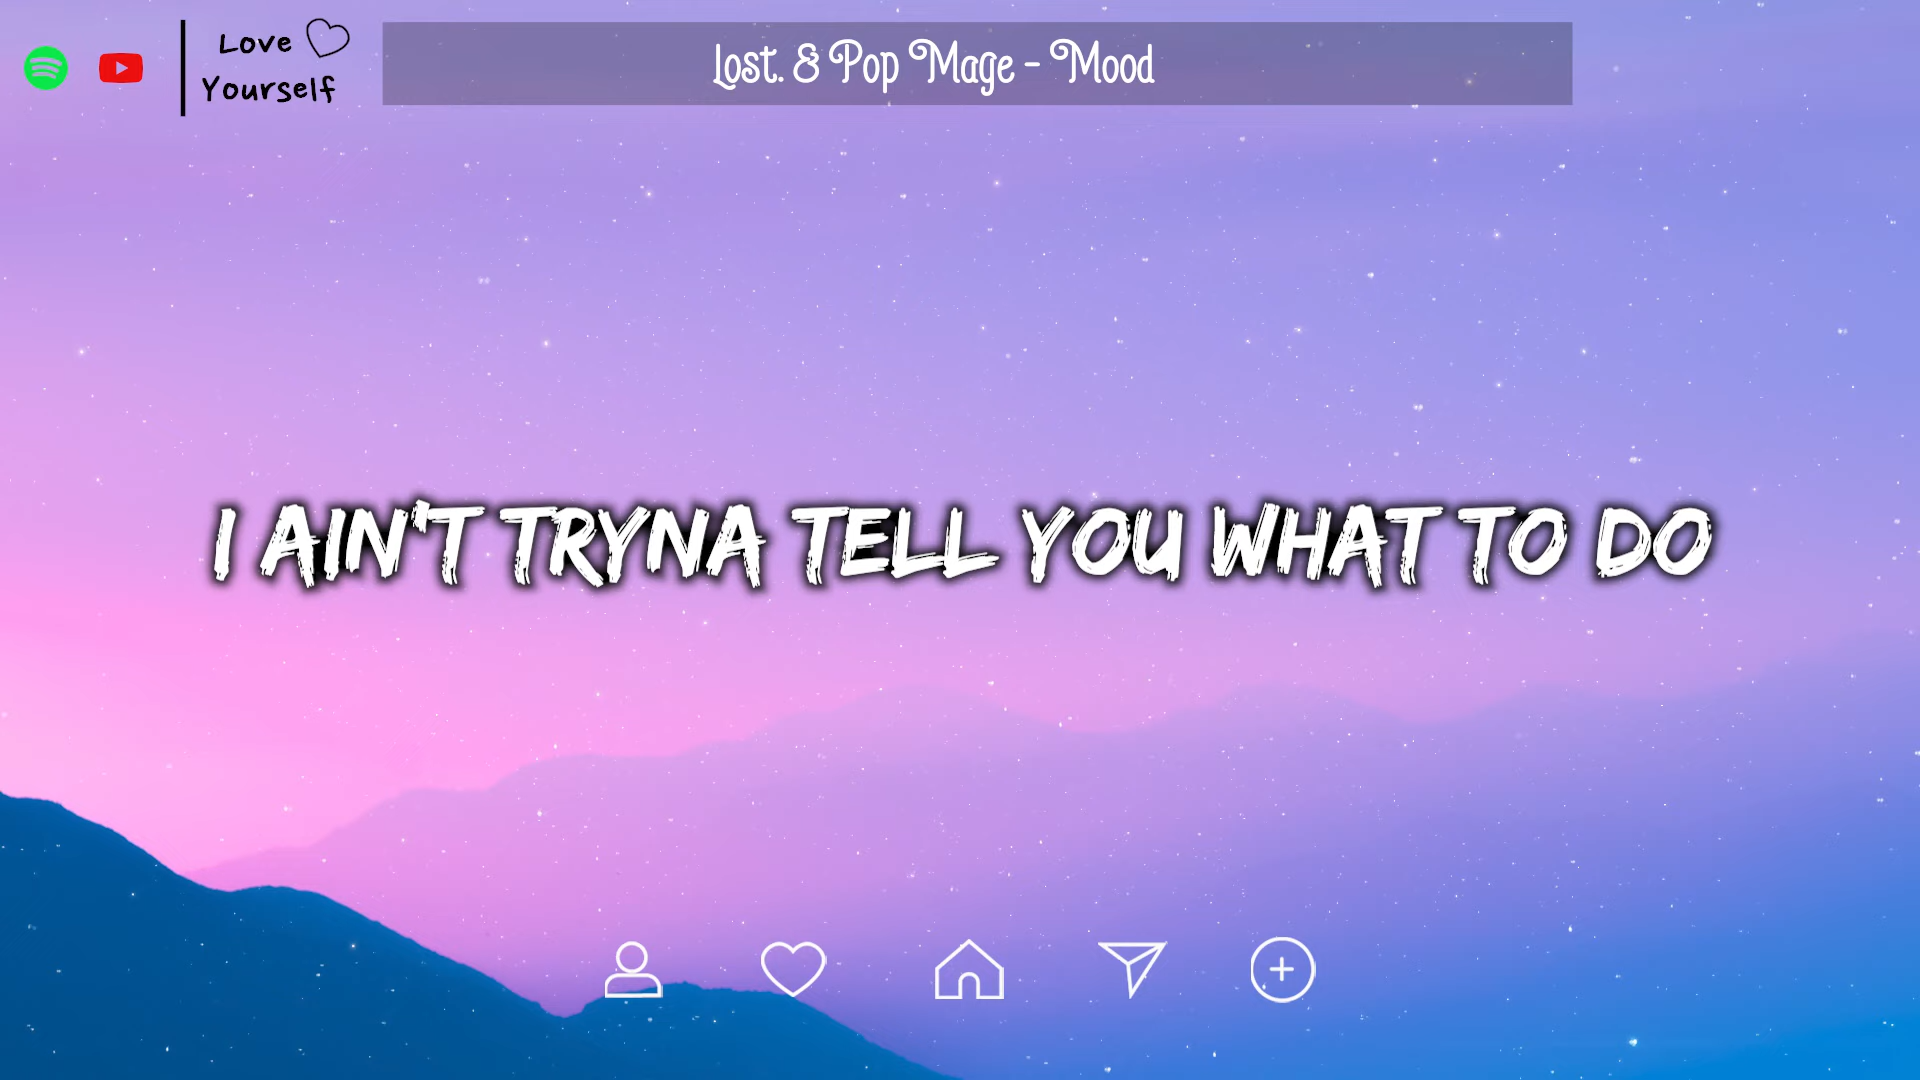 Love
Yourself
Lost. & Pop Mage - Mood
I AIN'T TRYNA TELL YOU WHAT TO DO